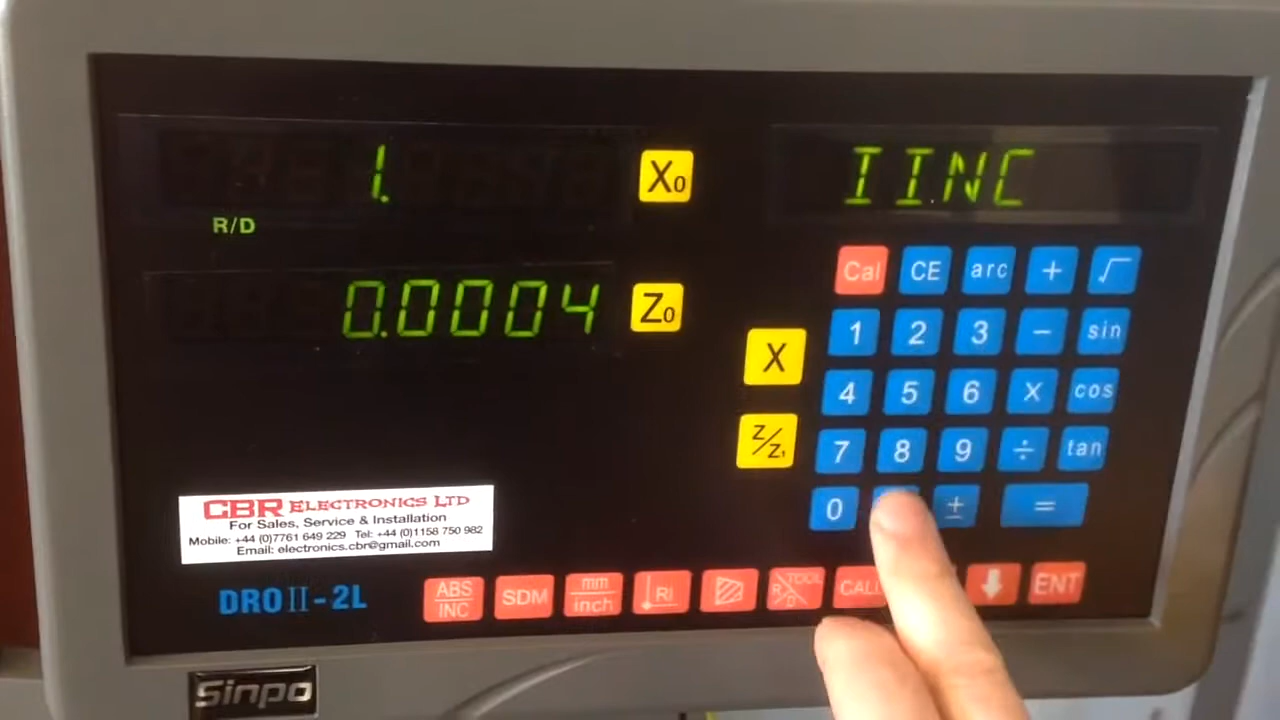 1. X0 IINC
R/D
0.0004 Z0
Cal CE arc + √
1 2 3 − sin
X
4 5 6 X cos
Z/Z1
7 8 9 ÷ tan
0 ± =
CBR ELECTRONICS LTD
For Sales, Service & Installation
Mobile: +44 (0)7761 649 229 Tel: +44 (0)1158 750 982
Email: electronics.cbr@gmail.com
DRO II-2L
ABS/INC SDM mm/inch RI R/D TOOL CALL ENT
Sinpo